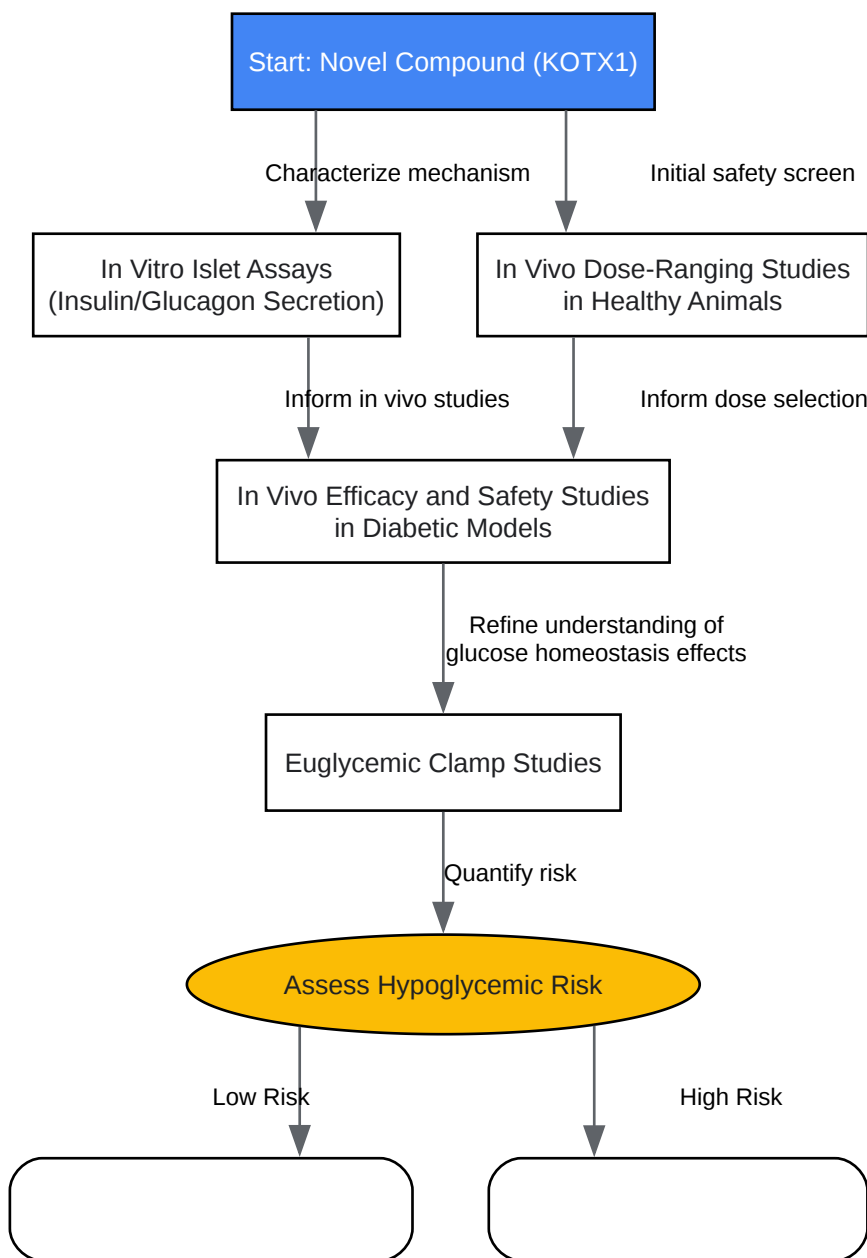 Start: Novel Compound (KOTX1)
Characterize mechanism
Initial safety screen
In Vitro Islet Assays
(Insulin/Glucagon Secretion)
In Vivo Dose-Ranging Studies
in Healthy Animals
Inform in vivo studies
Inform dose selection
In Vivo Efficacy and Safety Studies
in Diabetic Models
Refine understanding of
glucose homeostasis effects
Euglycemic Clamp Studies
Quantify risk
Assess Hypoglycemic Risk
Low Risk
High Risk